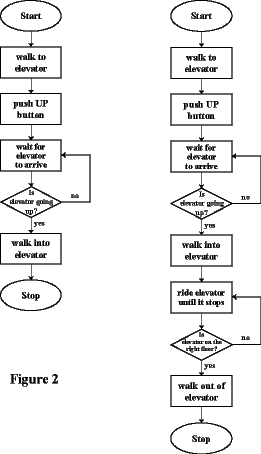 Start
walk to
elevator
push UP
button
wait for
elevator
to arrive
Is
elevator going
up?
no
yes
walk into
elevator
Stop
Figure 2
Start
walk to
elevator
push UP
button
wait for
elevator
to arrive
Is
elevator going
up?
no
yes
walk into
elevator
ride elevator
until it stops
Is
elevator on the
right floor?
no
yes
walk out of
elevator
Stop